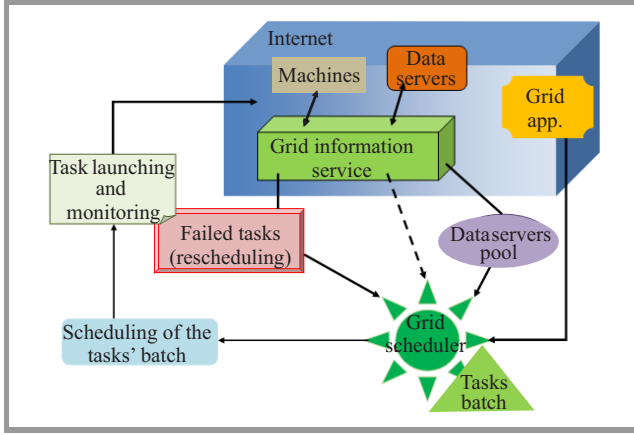 Internet
Machines
Data
servers
Grid
app.
Grid information
service
Task launching
and
monitoring
Failed tasks
(rescheduling)
Dataservers
pool
Scheduling of the
tasks' batch
Grid
scheduler
Tasks
batch